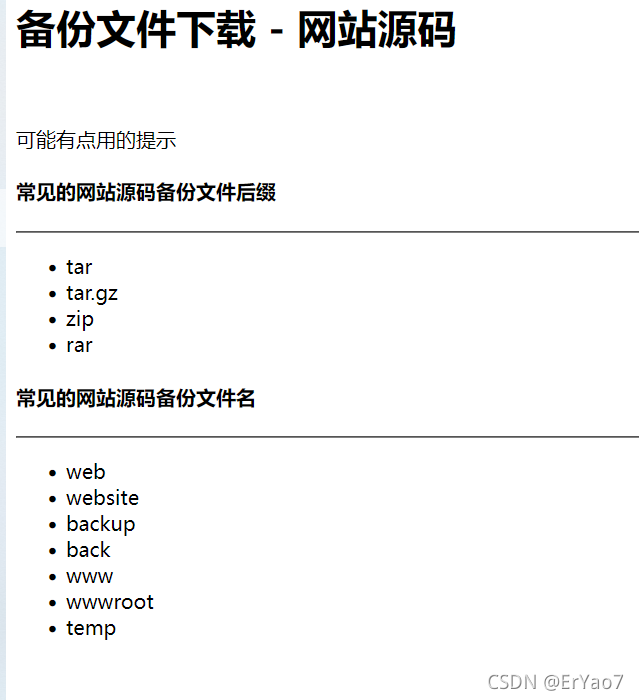 备份文件下载 - 网站源码
可能有点用的提示
常见的网站源码备份文件后缀
tar
tar.gz
zip
rar
常见的网站源码备份文件名
web
website
backup
back
www
wwwroot
temp
CSDN @ErYao7